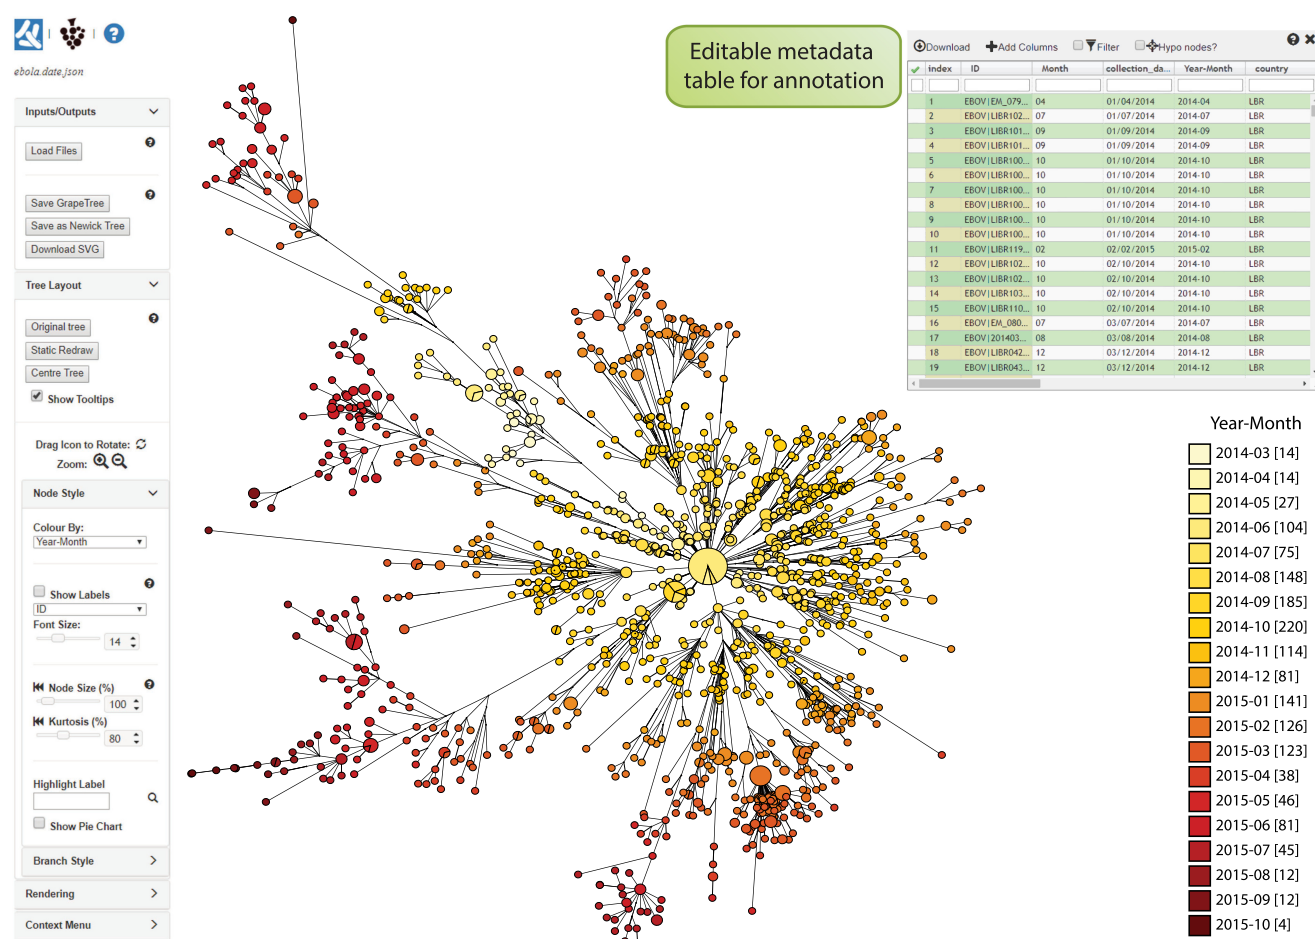 ebola.date.json
Inputs/Outputs
Load Files
Save GrapeTree
Save as Newick Tree
Download SVG
Tree Layout
Original tree
Static Redraw
Centre Tree
Show Tooltips
Drag Icon to Rotate:
Zoom:
Node Style
Colour By:
Year-Month
Show Labels
ID
Font Size:
14
Node Size (%)
100
Kurtosis (%)
80
Highlight Label
Show Pie Chart
Branch Style
Rendering
Context Menu
Editable metadata
table for annotation
Download Add Columns Filter Hypo nodes?
index ID Month collection_da... Year-Month country
1 EBOV|EM_079... 04 01/04/2014 2014-04 LBR
2 EBOV|LIBR102... 07 01/07/2014 2014-07 LBR
3 EBOV|LIBR101... 09 01/09/2014 2014-09 LBR
4 EBOV|LIBR101... 09 01/09/2014 2014-09 LBR
5 EBOV|LIBR100... 10 01/10/2014 2014-10 LBR
6 EBOV|LIBR100... 10 01/10/2014 2014-10 LBR
7 EBOV|LIBR100... 10 01/10/2014 2014-10 LBR
8 EBOV|LIBR100... 10 01/10/2014 2014-10 LBR
9 EBOV|LIBR100... 10 01/10/2014 2014-10 LBR
10 EBOV|LIBR100... 10 01/10/2014 2014-10 LBR
11 EBOV|LIBR119... 02 02/02/2015 2015-02 LBR
12 EBOV|LIBR102... 10 02/10/2014 2014-10 LBR
13 EBOV|LIBR102... 10 02/10/2014 2014-10 LBR
14 EBOV|LIBR103... 10 02/10/2014 2014-10 LBR
15 EBOV|LIBR110... 10 02/10/2014 2014-10 LBR
16 EBOV|EM_080... 07 03/07/2014 2014-07 LBR
17 EBOV|201403... 08 03/08/2014 2014-08 LBR
18 EBOV|LIBR042... 12 03/12/2014 2014-12 LBR
19 EBOV|LIBR043... 12 03/12/2014 2014-12 LBR
Year-Month
2014-03 [14]
2014-04 [14]
2014-05 [27]
2014-06 [104]
2014-07 [75]
2014-08 [148]
2014-09 [185]
2014-10 [220]
2014-11 [114]
2014-12 [81]
2015-01 [141]
2015-02 [126]
2015-03 [123]
2015-04 [38]
2015-05 [46]
2015-06 [81]
2015-07 [45]
2015-08 [12]
2015-09 [12]
2015-10 [4]